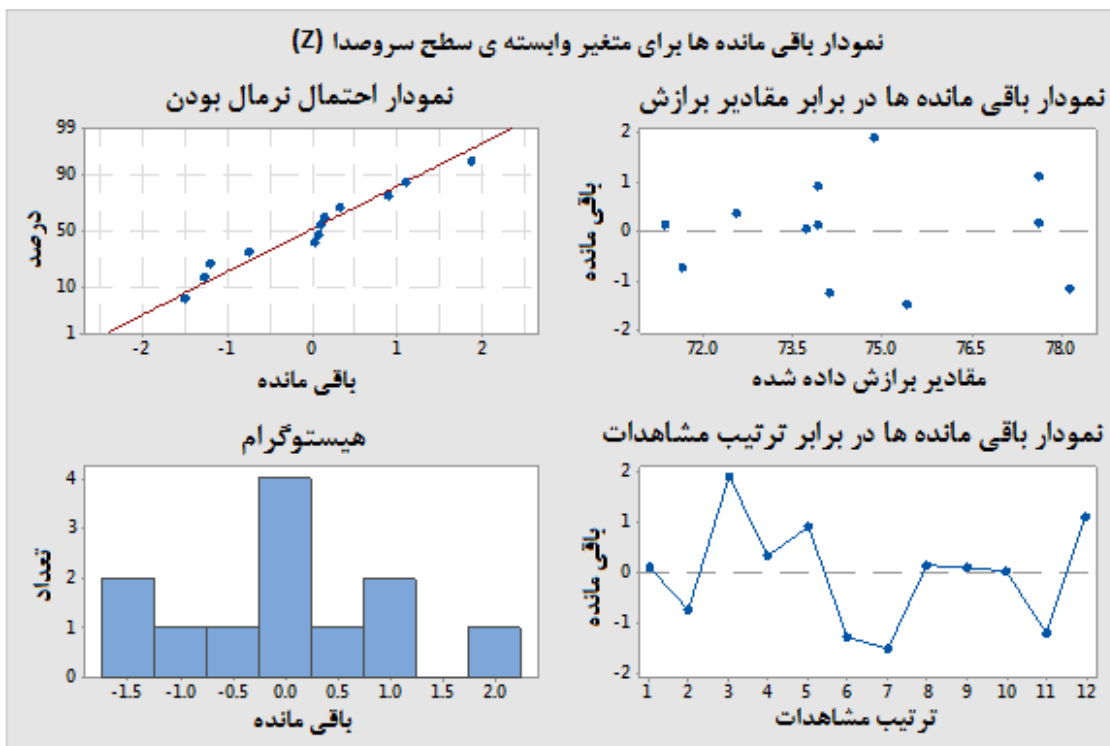 نمودار باقی مانده ها برای متغیر وابسته ی سطح سروصدا (Z)
نمودار احتمال نرمال بودن
99
90
50
10
1
درصد
-2 -1 0 1 2
باقی مانده
نمودار باقی مانده ها در برابر مقادیر برازش
2
1
0
-1
-2
باقی مانده
72.0 73.5 75.0 76.5 78.0
مقادیر برازش داده شده
هیستوگرام
4
3
2
1
0
تعداد
-1.5 -1.0 -0.5 0.0 0.5 1.0 1.5 2.0
باقی مانده
نمودار باقی مانده ها در برابر ترتیب مشاهدات
2
1
0
-1
-2
باقی مانده
1 2 3 4 5 6 7 8 9 10 11 12
ترتیب مشاهدات